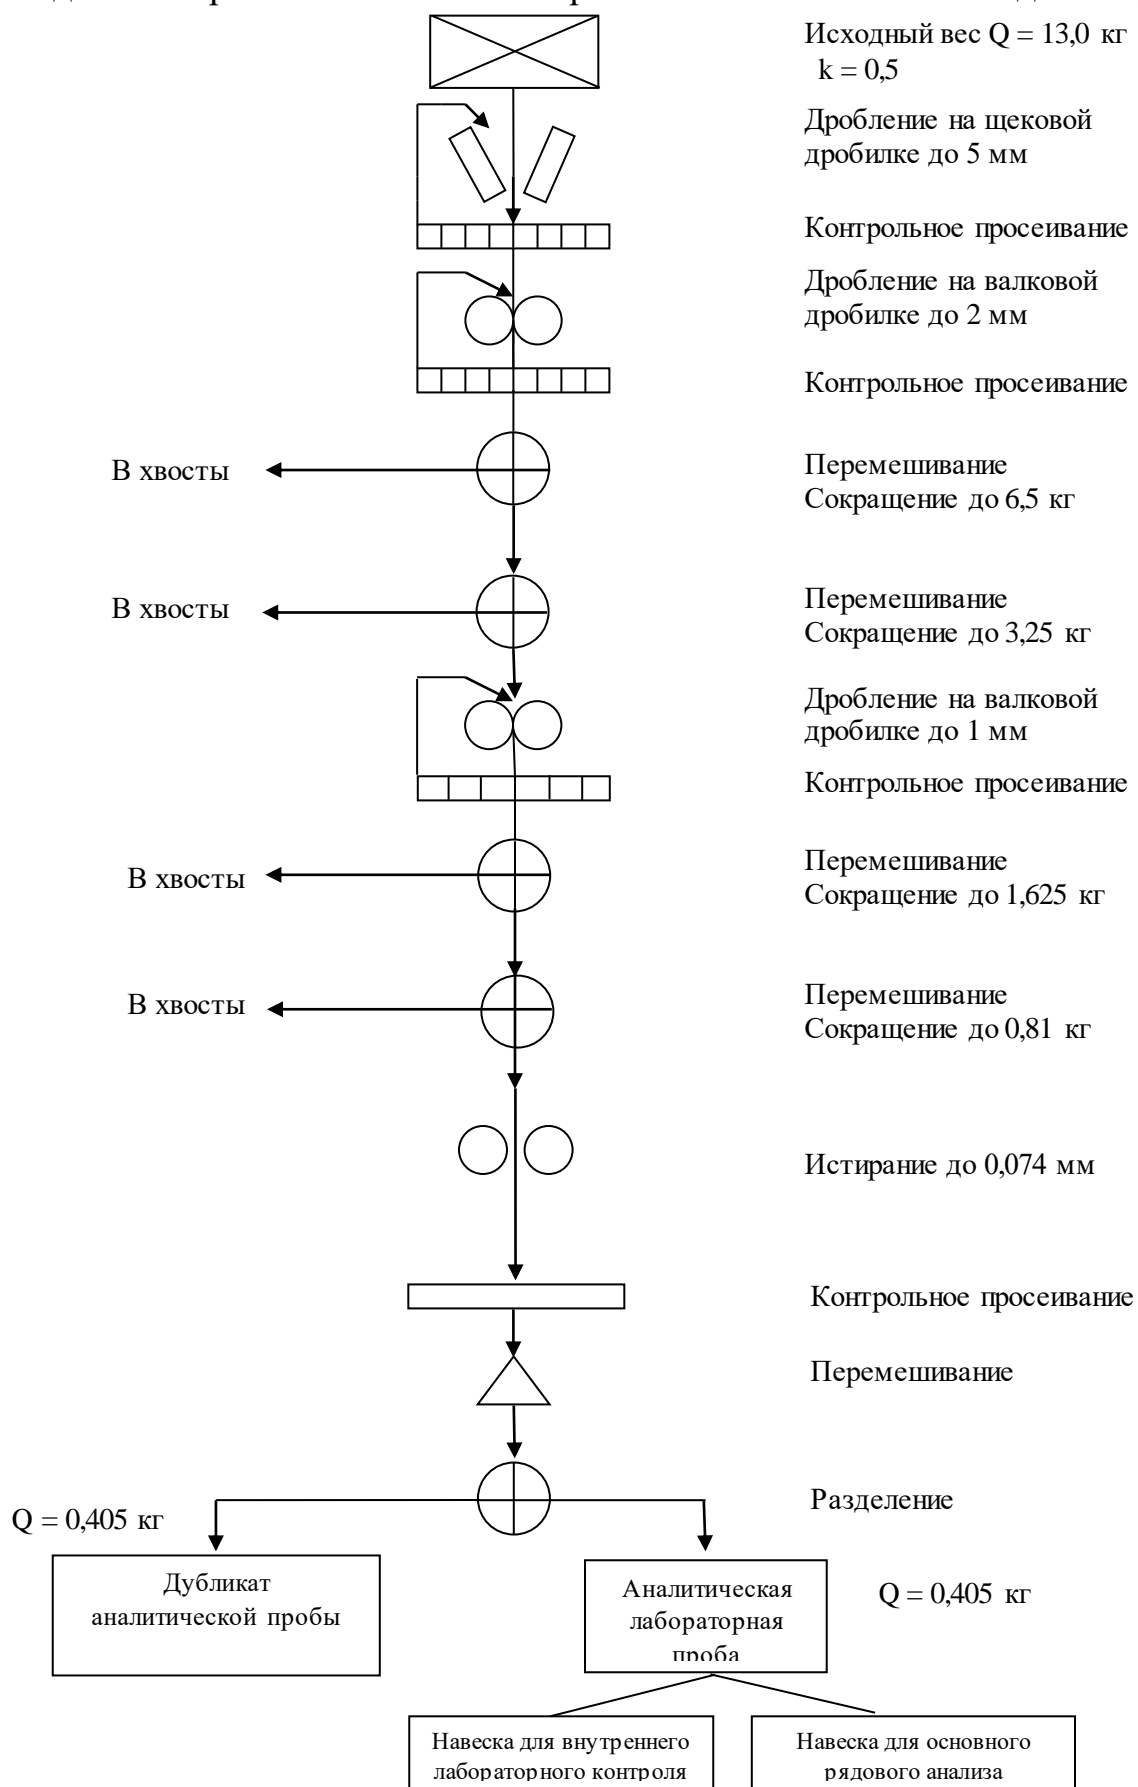 Исходный вес Q = 13,0 кг
k = 0,5
Дробление на щековой
дробилке до 5 мм
Контрольное просеивание
Дробление на валковой
дробилке до 2 мм
Контрольное просеивание
В хвосты
Перемешивание
Сокращение до 6,5 кг
В хвосты
Перемешивание
Сокращение до 3,25 кг
Дробление на валковой
дробилке до 1 мм
Контрольное просеивание
В хвосты
Перемешивание
Сокращение до 1,625 кг
В хвосты
Перемешивание
Сокращение до 0,81 кг
Истирание до 0,074 мм
Контрольное просеивание
Перемешивание
Разделение
Q = 0,405 кг
Дубликат
аналитической пробы
Аналитическая
лабораторная
проба
Q = 0,405 кг
Навеска для внутреннего
лабораторного контроля
Навеска для основного
рядового анализа